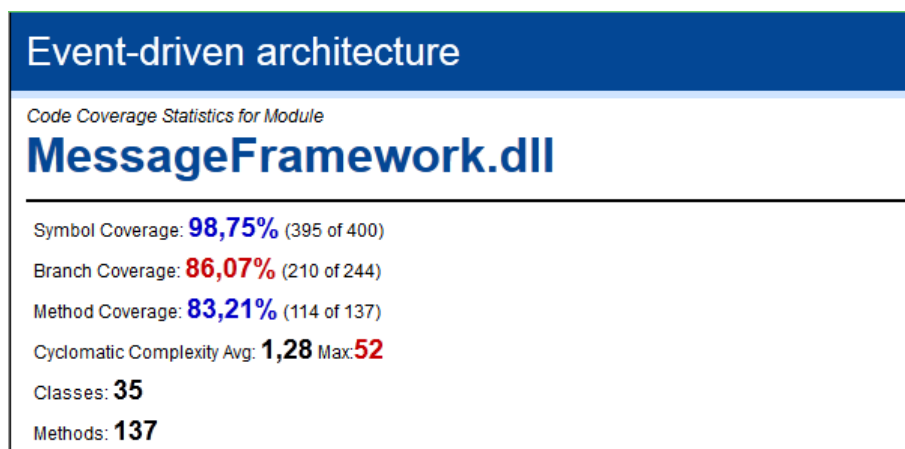 Event-driven architecture
Code Coverage Statistics for Module
MessageFramework.dll
Symbol Coverage: 98,75% (395 of 400)
Branch Coverage: 86,07% (210 of 244)
Method Coverage: 83,21% (114 of 137)
Cyclomatic Complexity Avg: 1,28 Max:52
Classes: 35
Methods: 137